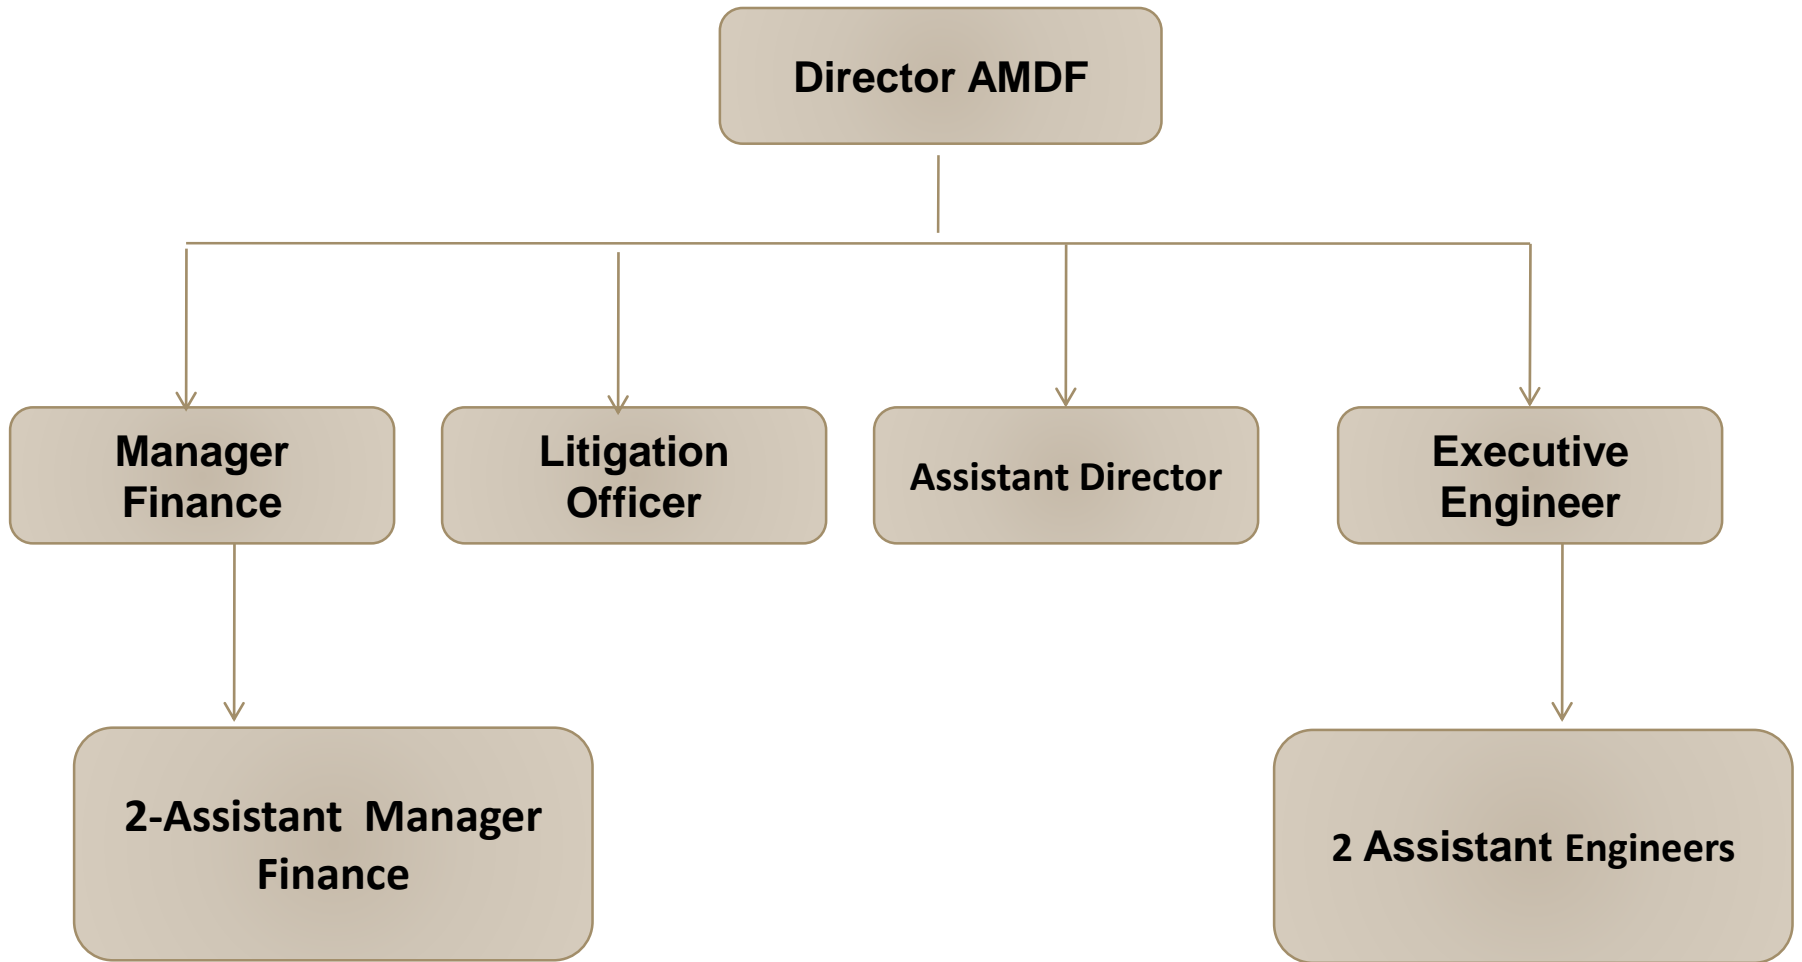 Director AMDF
Manager
Finance
Litigation
Officer
Assistant Director
Executive
Engineer
2-Assistant  Manager
Finance
2 Assistant Engineers